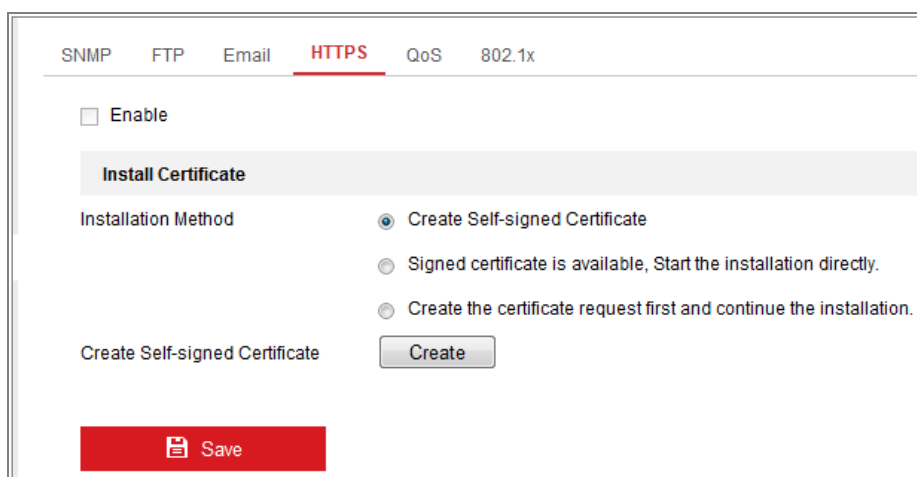 SNMP FTP Email HTTPS QoS 802.1x
Enable
Install Certificate
Installation Method
Create Self-signed Certificate
Signed certificate is available, Start the installation directly.
Create the certificate request first and continue the installation.
Create Self-signed Certificate Create
Save